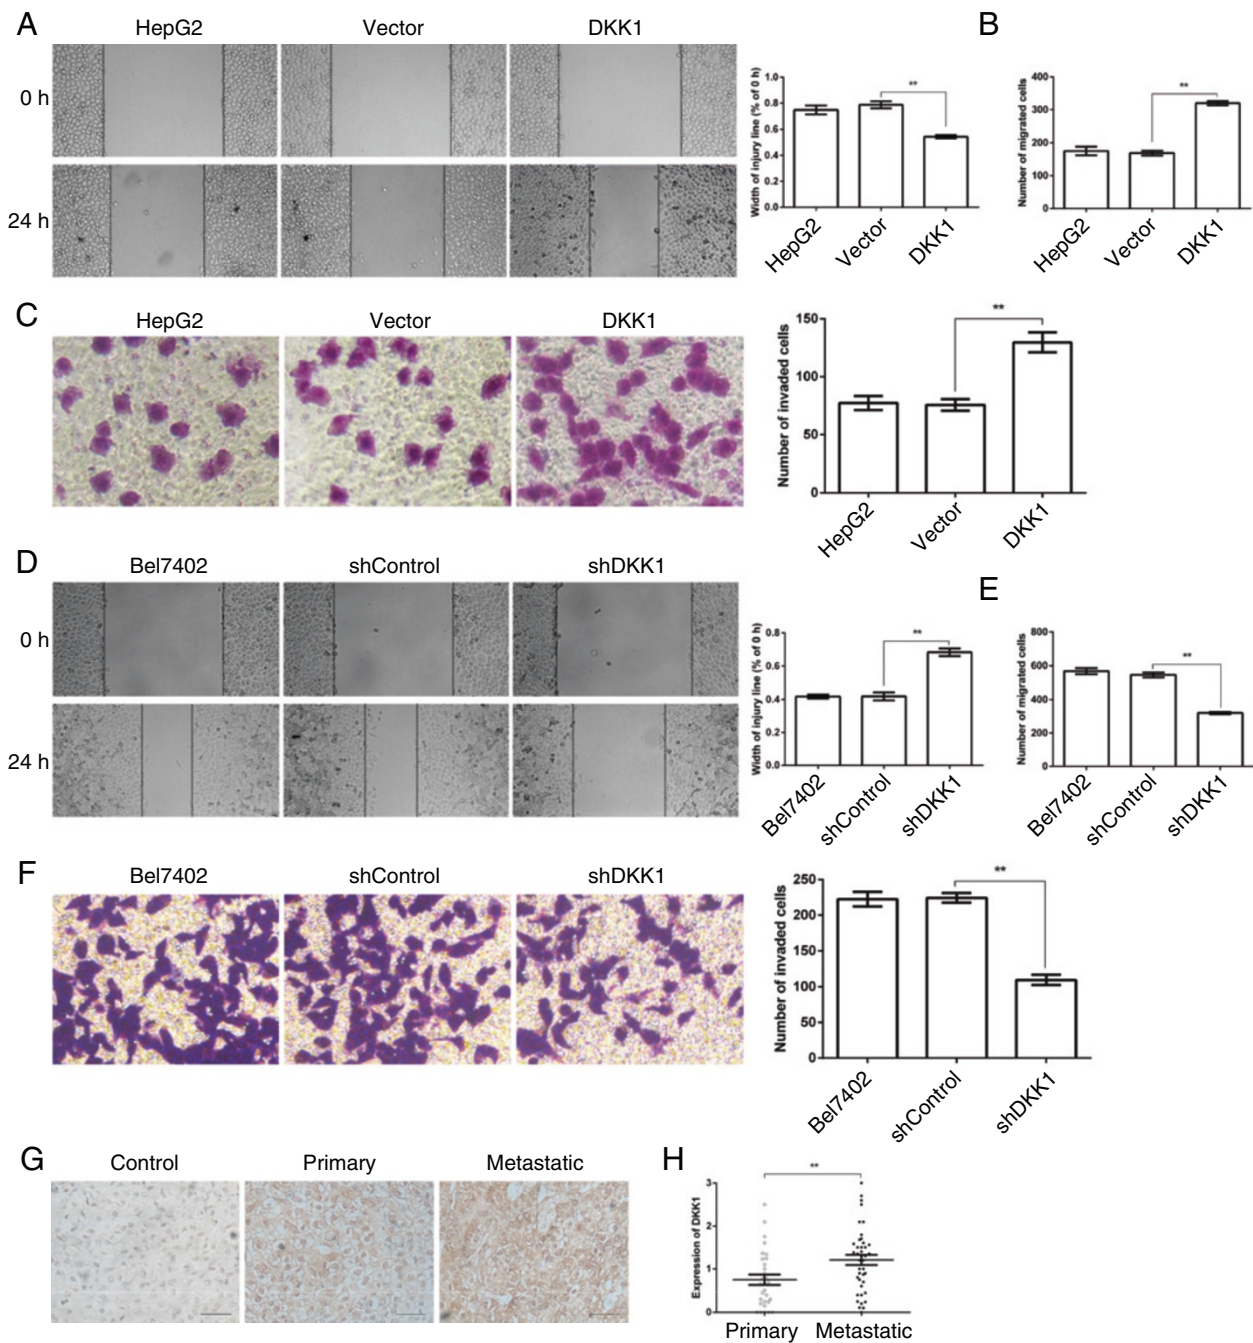 A
HepG2
Vector
DKK1
0 h
24 h
Width of injury line (% of 0 h)
1.0
0.8
0.6
0.4
0.2
0.0
**
HepG2
Vector
DKK1
B
Number of migrated cells
400
300
200
100
0
**
HepG2
Vector
DKK1
C
HepG2
Vector
DKK1
Number of invaded cells
150
100
50
0
**
HepG2
Vector
DKK1
D
Bel7402
shControl
shDKK1
0 h
24 h
Width of injury line (% of 0 h)
0.8
0.6
0.4
0.2
0.0
**
Bel7402
shControl
shDKK1
E
Number of migrated cells
800
600
400
200
0
**
Bel7402
shControl
shDKK1
F
Bel7402
shControl
shDKK1
Number of invaded cells
250
200
150
100
50
0
**
Bel7402
shControl
shDKK1
G
Control
Primary
Metastatic
H
Expression of DKK1
3
2
1
0
**
Primary
Metastatic